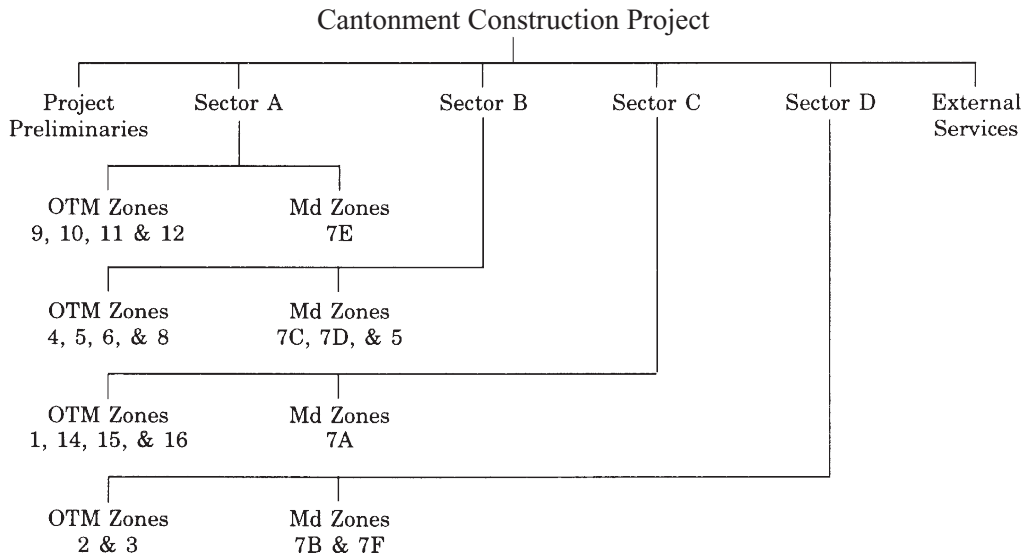 Cantonment Construction Project
Project
Preliminaries
Sector A
Sector B
Sector C
Sector D
External
Services
OTM Zones
9, 10, 11 & 12
Md Zones
7E
OTM Zones
4, 5, 6, & 8
Md Zones
7C, 7D, & 5
OTM Zones
1, 14, 15, & 16
Md Zones
7A
OTM Zones
2 & 3
Md Zones
7B & 7F